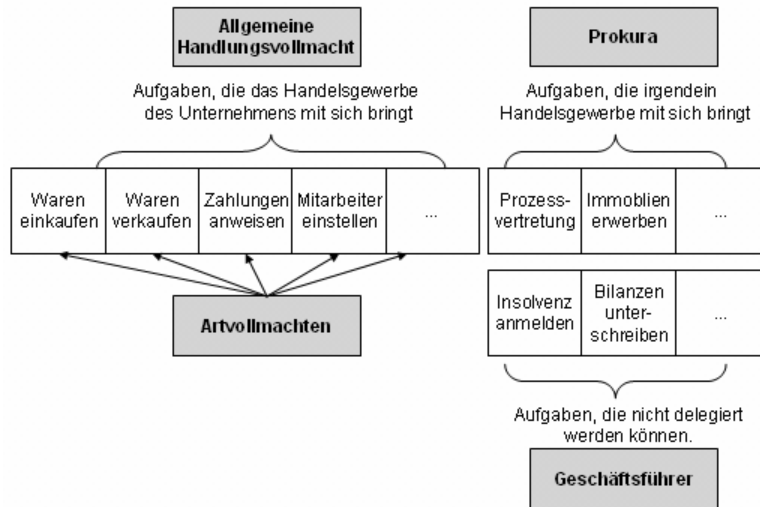 Allgemeine
Handlungsvollmacht
Prokura
Aufgaben, die das Handelsgewerbe
des Unternehmens mit sich bringt
Aufgaben, die irgendein
Handelsgewerbe mit sich bringt
Waren
einkaufen
Waren
verkaufen
Zahlungen
anweisen
Mitarbeiter
einstellen
...
Prozess-
vertretung
Immoblien
erwerben
...
Artvollmachten
Insolvenz
anmelden
Bilanzen
unter-
schreiben
...
Aufgaben, die nicht delegiert
werden können.
Geschäftsführer